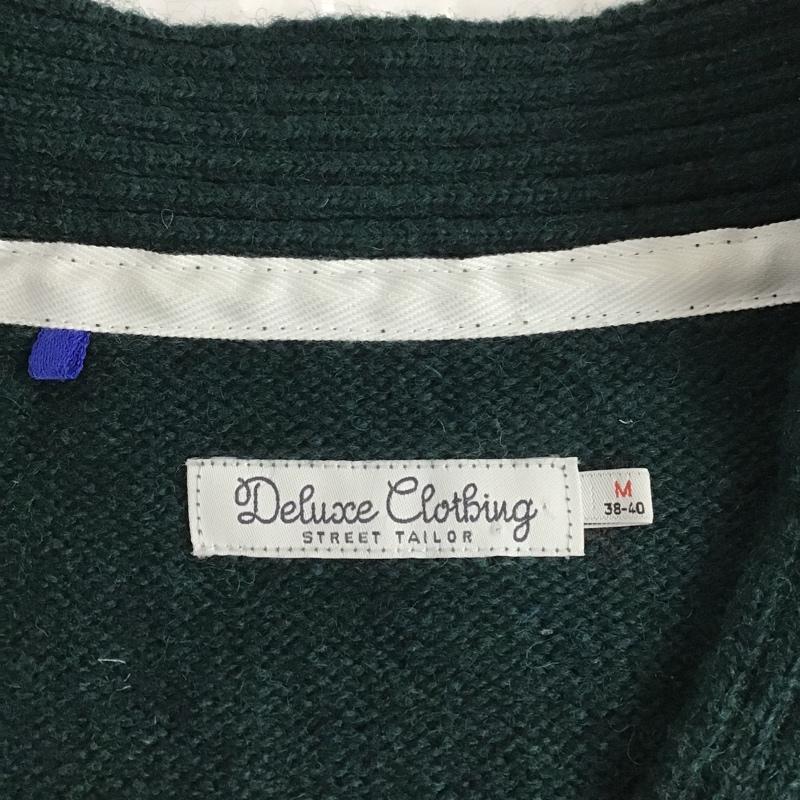 Deluxe Clothing
STREET TAILOR
M
38-40